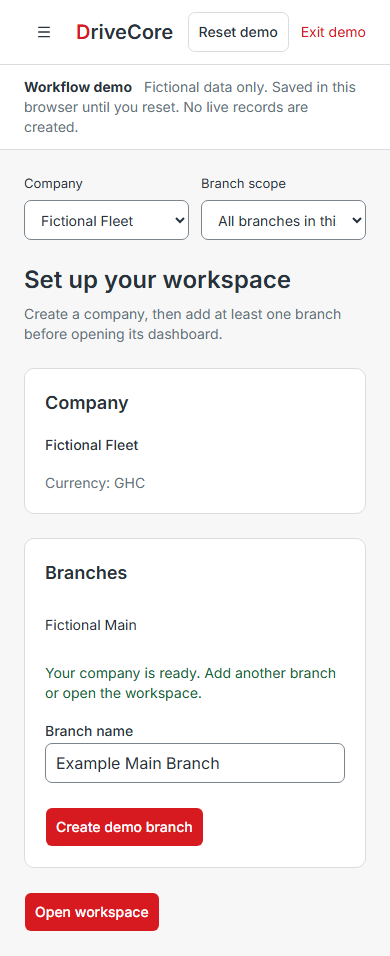 ☰ DriveCore Reset demo Exit demo
Workflow demo Fictional data only. Saved in this
browser until you reset. No live records are
created.
Company Branch scope
Fictional Fleet All branches in thi
Set up your workspace
Create a company, then add at least one branch
before opening its dashboard.
Company
Fictional Fleet
Currency: GHC
Branches
Fictional Main
Your company is ready. Add another branch
or open the workspace.
Branch name
Example Main Branch
Create demo branch
Open workspace